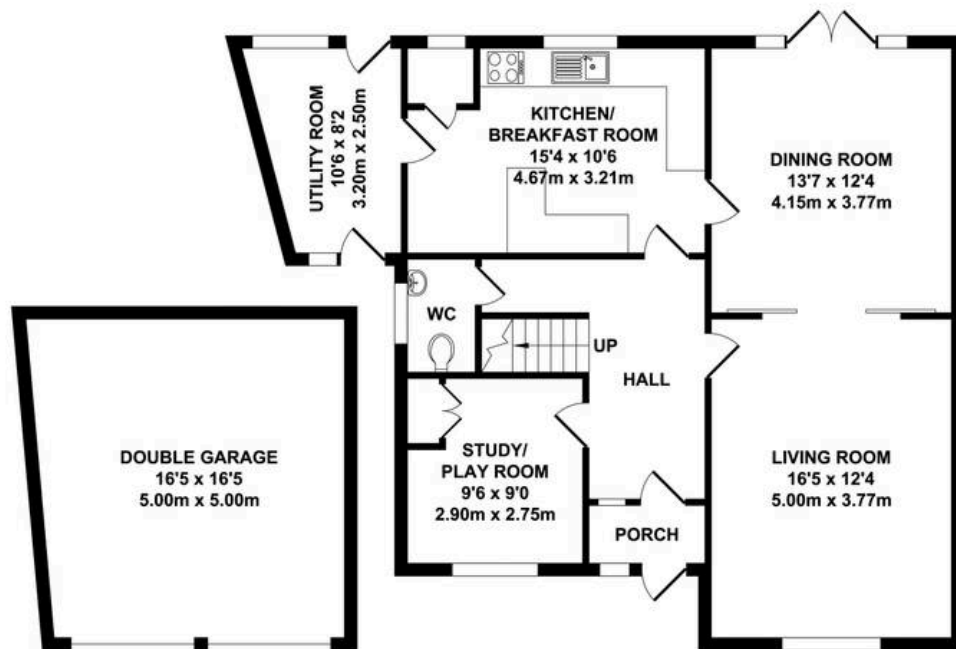 UTILITY ROOM
10'6 x 8'2
3.20m x 2.50m
KITCHEN/
BREAKFAST ROOM
15'4 x 10'6
4.67m x 3.21m
DINING ROOM
13'7 x 12'4
4.15m x 3.77m
WC
UP
HALL
DOUBLE GARAGE
16'5 x 16'5
5.00m x 5.00m
STUDY/
PLAY ROOM
9'6 x 9'0
2.90m x 2.75m
LIVING ROOM
16'5 x 12'4
5.00m x 3.77m
PORCH